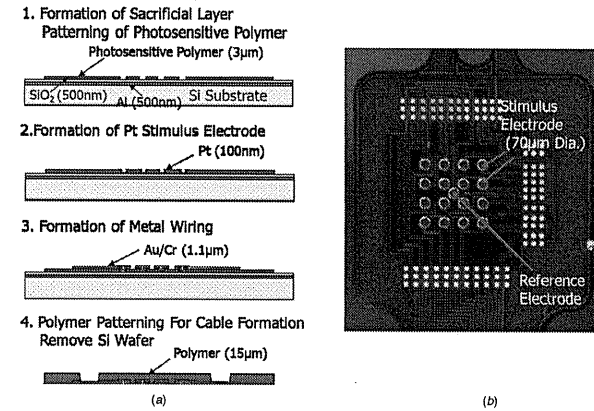 1. Formation of Sacrificial Layer
Patterning of Photosensitive Polymer
Photosensitive Polymer (3μm)
SiO2 (500nm)
Al (500nm)
Si Substrate
2.Formation of Pt Stimulus Electrode
Pt (100nm)
3. Formation of Metal Wiring
Au/Cr (1.1μm)
4. Polymer Patterning For Cable Formation
Remove Si Wafer
Polymer (15μm)
(a)
Stimulus
Electrode
(70μm Dia.)
Reference
Electrode
(b)